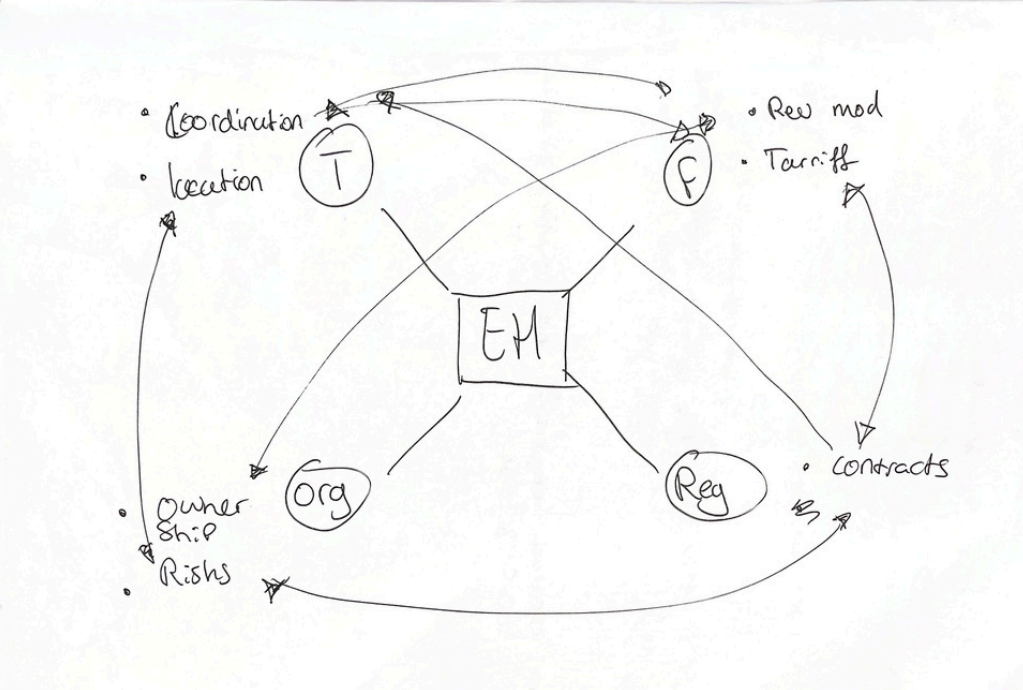 • Coordination
• location
T
F
• Rev mod
• Tarriff
EM
org
Reg
• contracts
• Owner
Ship
• Risks